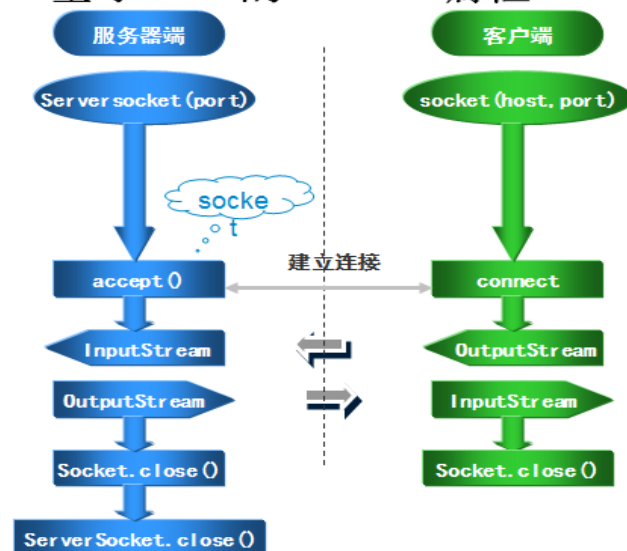 服务器端
客户端
Serversocket(port)
socket(host,port)
socke
t
建立连接
accept()
connect
InputStream
OutputStream
OutputStream
InputStream
Socket.close()
Socket.close()
ServerSocket.close()